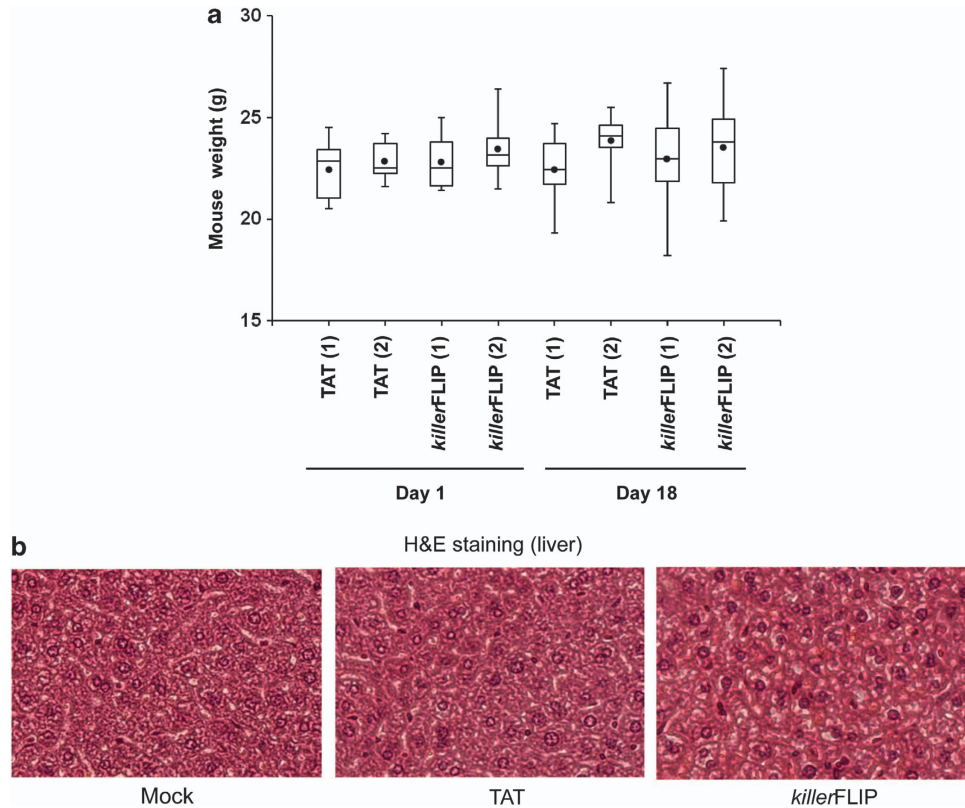 a
30
25
20
15
Mouse weight (g)
TAT (1)
TAT (2)
killerFLIP (1)
killerFLIP (2)
TAT (1)
TAT (2)
killerFLIP (1)
killerFLIP (2)
Day 1
Day 18
b
H&E staining (liver)
Mock
TAT
killerFLIP